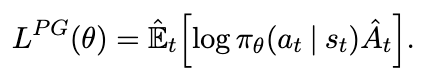 L^{PG}(θ) = Ê_t[log π_θ(a_t | s_t)Â_t].